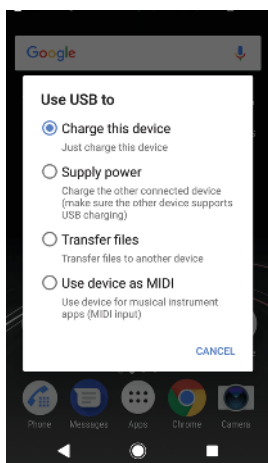 Google
Use USB to
Charge this device
Just charge this device
Supply power
Charge the other connected device
(make sure the other device supports
USB charging)
Transfer files
Transfer files to another device
Use device as MIDI
Use device for musical instrument
apps (MIDI input)
CANCEL
Phone Messages Apps Chrome Camera